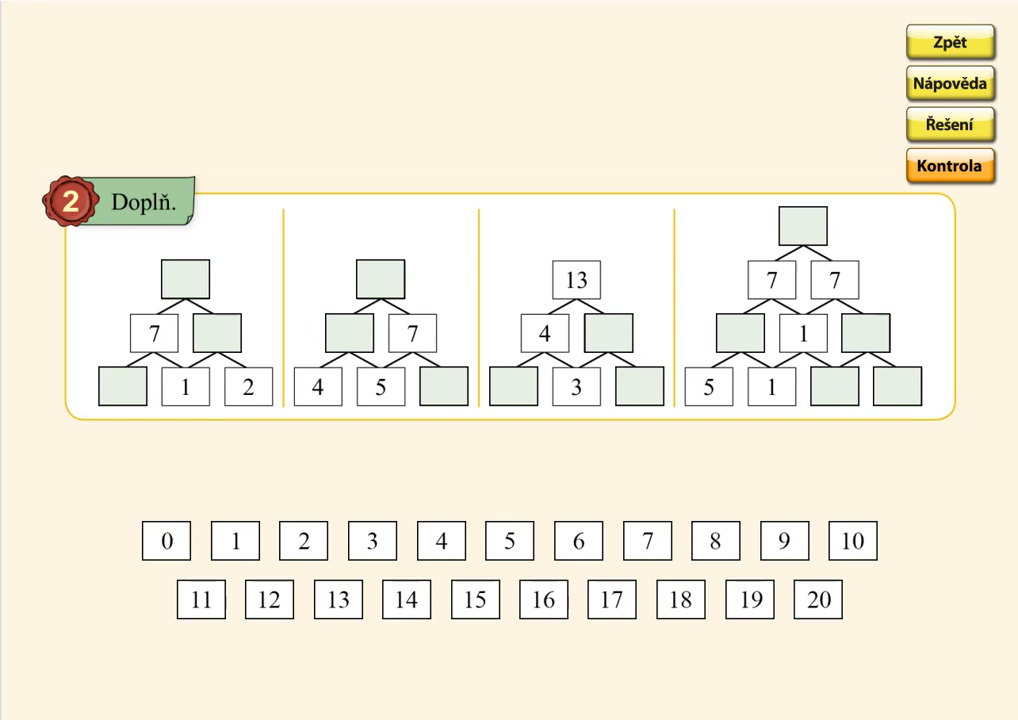 Zpět
Nápověda
Řešení
Kontrola
2 Doplň.
13 7 7
7 7 4 1
1 2 4 5 3 5 1
0 1 2 3 4 5 6 7 8 9 10
11 12 13 14 15 16 17 18 19 20